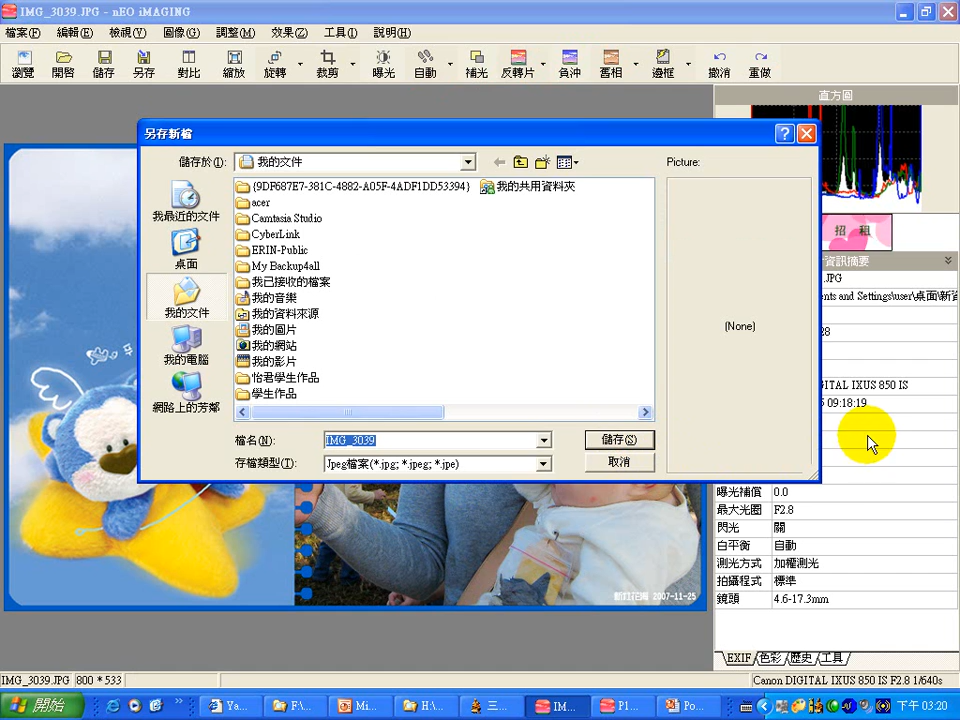 IMG_3039.JPG - nEO iMAGING
檔案(F) 編輯(E) 檢視(V) 圖像(G) 調整(M) 效果(Z) 工具(I) 說明(H)
瀏覽 開啓 儲存 另存 對比 縮放 旋轉 裁剪 曝光 自動 補光 反轉片 負沖 舊相 邊框 撤消 重做
直方圖
另存新檔
儲存於(I): 我的文件
Picture:
{9DF687E7-381C-4882-A05F-4ADF1DD53394} 我的共用資料夾
acer
Camtasia Studio
CyberLink
ERIN-Public
My Backup4all
我已接收的檔案
我的音樂
我的資料來源
我的圖片
我的網站
我的影片
怡君學生作品
學生作品
我最近的文件
桌面
我的文件
我的電腦
網路上的芳鄰
(None)
檔名(N): IMG_3039 儲存(S)
存檔類型(T): Jpeg檔案(*.jpg; *.jpeg; *.jpe) 取消
招 租
資訊摘要
.JPG
ents and Settings\user\桌面\新資
28
GITAL IXUS 850 IS
5 09:18:19
曝光補償 0.0
最大光圈 F2.8
閃光 關
白平衡 自動
測光方式 加權測光
拍攝程式 標準
鏡頭 4.6-17.3mm
2007-11-25
EXIF 色彩 歷史 工具
IMG_3039.JPG 800 * 533
Canon DIGITAL IXUS 850 IS F2.8 1/640s
開始 Ya... F:\... Mi... H:\... 三... IM... P1... Po... 下午 03:20